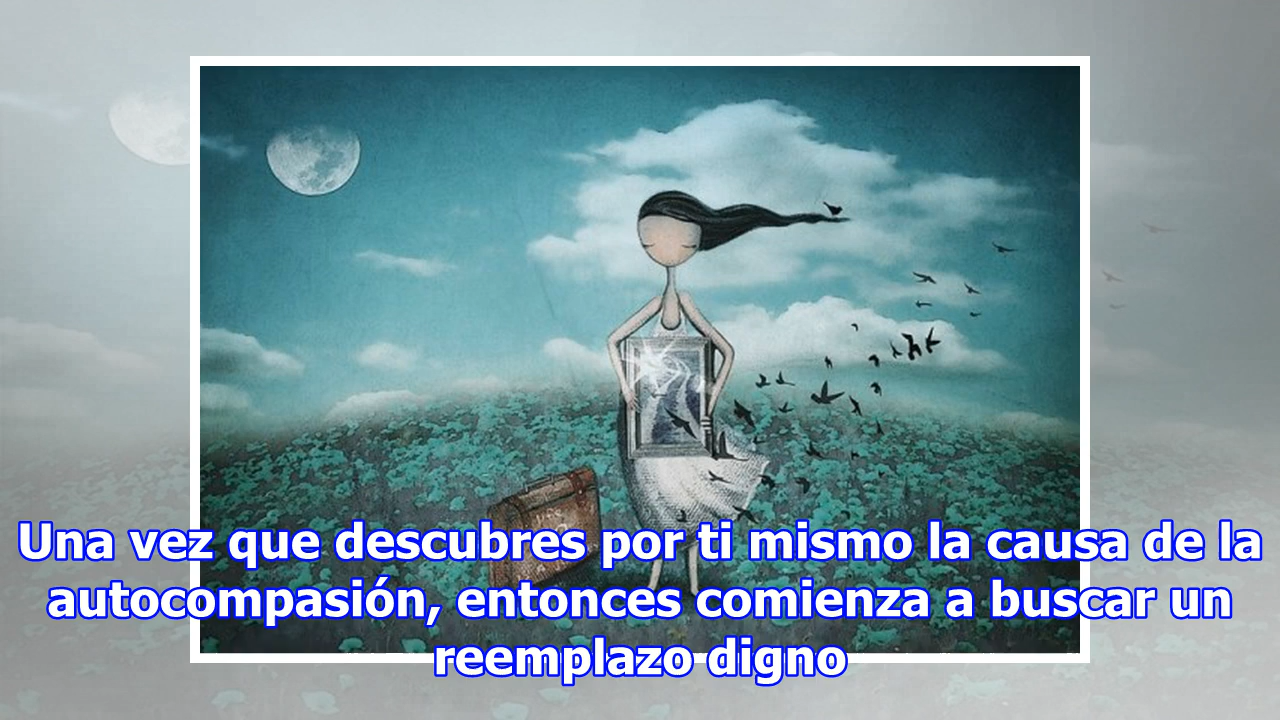 Una vez que descubres por ti mismo la causa de la
autocompasión, entonces comienza a buscar un
reemplazo digno